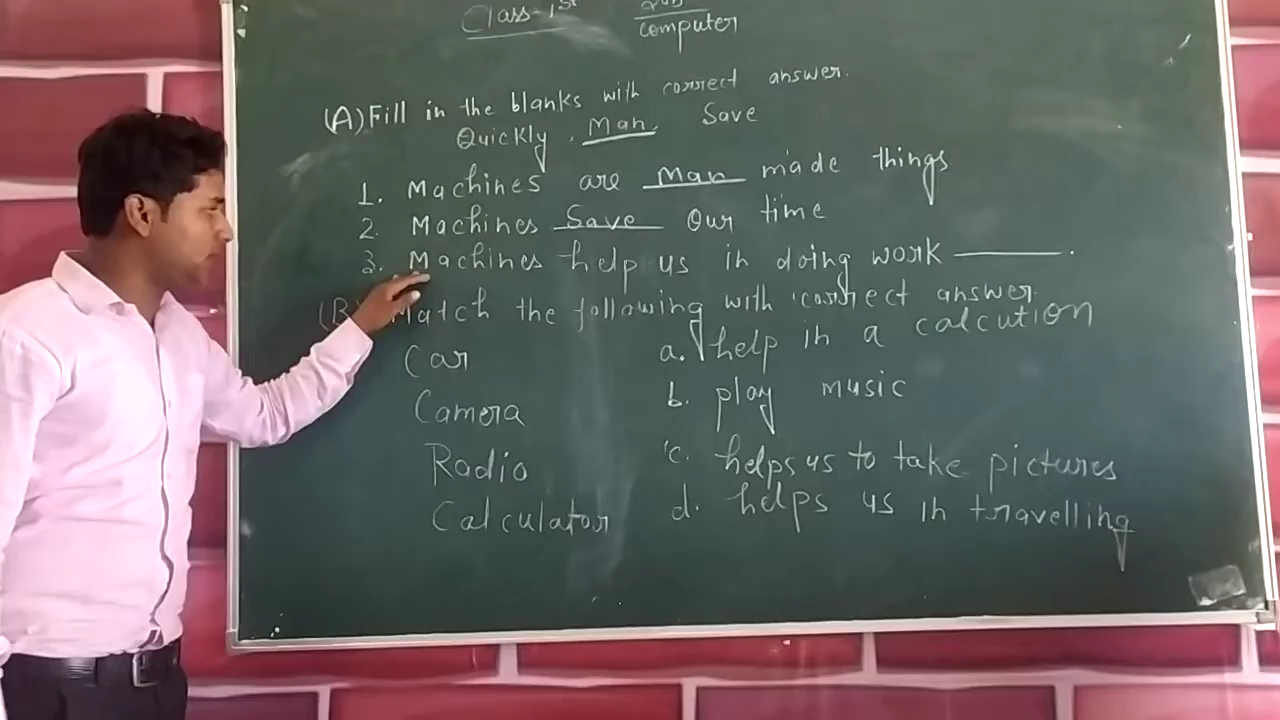 Class-1st Sub
computer
(A) Fill in the blanks with correct answer.
Quickly, Man, Save
1. Machines are Man made things
2. Machines Save Our time
3. Machines help us in doing work ———.
(B) Match the following with correct answer.
Car a. help in a calcution
Camera b. play music
Radio c. helps us to take pictures
Calculator d. helps us in travelling